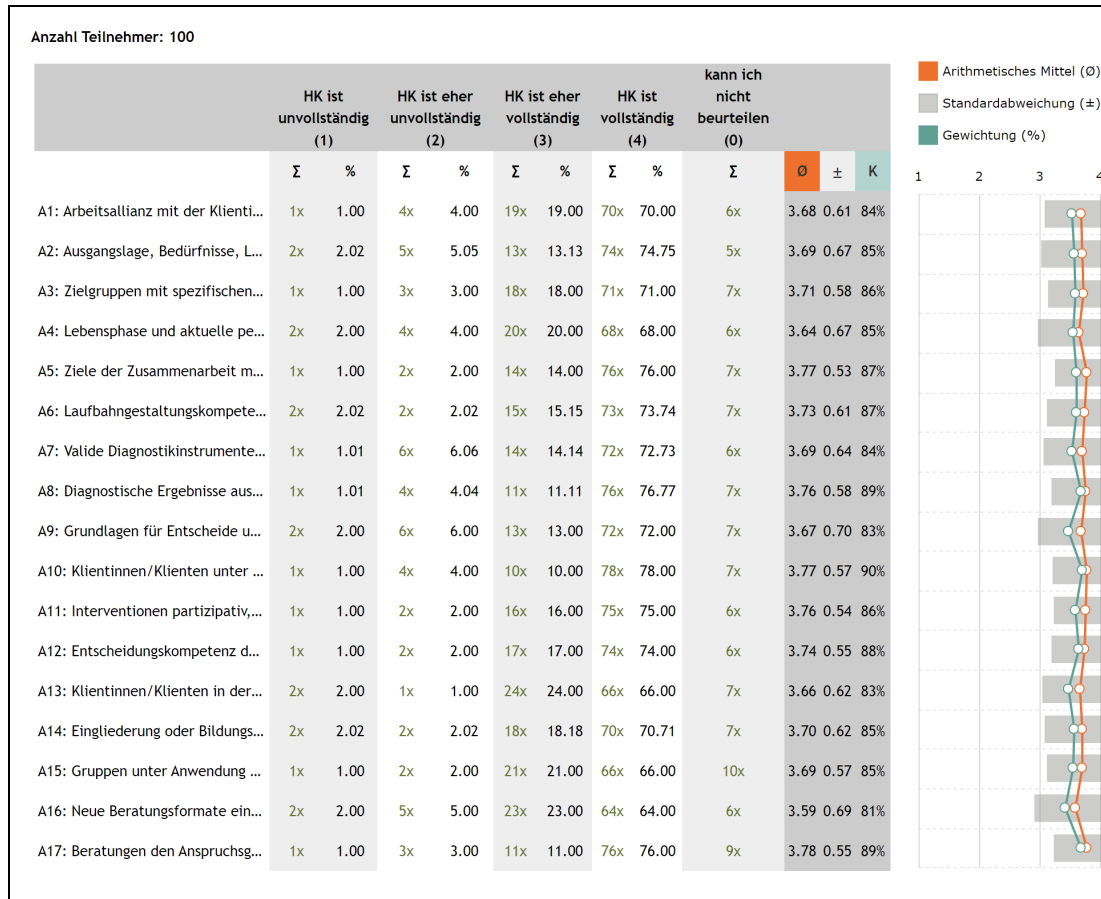 Anzahl Teilnehmer: 100
HK ist unvollständig (1) HK ist eher unvollständig (2) HK ist eher vollständig (3) HK ist vollständig (4) kann ich nicht beurteilen (0)
Σ % Σ % Σ % Σ % Σ Ø ± K
A1: Arbeitsallianz mit der Klienti... 1x 1.00 4x 4.00 19x 19.00 70x 70.00 6x 3.68 0.61 84%
A2: Ausgangslage, Bedürfnisse, L... 2x 2.02 5x 5.05 13x 13.13 74x 74.75 5x 3.69 0.67 85%
A3: Zielgruppen mit spezifischen... 1x 1.00 3x 3.00 18x 18.00 71x 71.00 7x 3.71 0.58 86%
A4: Lebensphase und aktuelle pe... 2x 2.00 4x 4.00 20x 20.00 68x 68.00 6x 3.64 0.67 85%
A5: Ziele der Zusammenarbeit m... 1x 1.00 2x 2.00 14x 14.00 76x 76.00 7x 3.77 0.53 87%
A6: Laufbahngestaltungskompete... 2x 2.02 2x 2.02 15x 15.15 73x 73.74 7x 3.73 0.61 87%
A7: Valide Diagnostikinstrumente... 1x 1.01 6x 6.06 14x 14.14 72x 72.73 6x 3.69 0.64 84%
A8: Diagnostische Ergebnisse aus... 1x 1.01 4x 4.04 11x 11.11 76x 76.77 7x 3.76 0.58 89%
A9: Grundlagen für Entscheide u... 2x 2.00 6x 6.00 13x 13.00 72x 72.00 7x 3.67 0.70 83%
A10: Klientinnen/Klienten unter ... 1x 1.00 4x 4.00 10x 10.00 78x 78.00 7x 3.77 0.57 90%
A11: Interventionen partizipativ,... 1x 1.00 2x 2.00 16x 16.00 75x 75.00 6x 3.76 0.54 86%
A12: Entscheidungskompetenz d... 1x 1.00 2x 2.00 17x 17.00 74x 74.00 6x 3.74 0.55 88%
A13: Klientinnen/Klienten in der... 2x 2.00 1x 1.00 24x 24.00 66x 66.00 7x 3.66 0.62 83%
A14: Eingliederung oder Bildungs... 2x 2.02 2x 2.02 18x 18.18 70x 70.71 7x 3.70 0.62 85%
A15: Gruppen unter Anwendung ... 1x 1.00 2x 2.00 21x 21.00 66x 66.00 10x 3.69 0.57 85%
A16: Neue Beratungsformate ein... 2x 2.00 5x 5.00 23x 23.00 64x 64.00 6x 3.59 0.69 81%
A17: Beratungen den Anspruchsg... 1x 1.00 3x 3.00 11x 11.00 76x 76.00 9x 3.78 0.55 89%
Arithmetisches Mittel (Ø)
Standardabweichung (±)
Gewichtung (%)
1 2 3 4